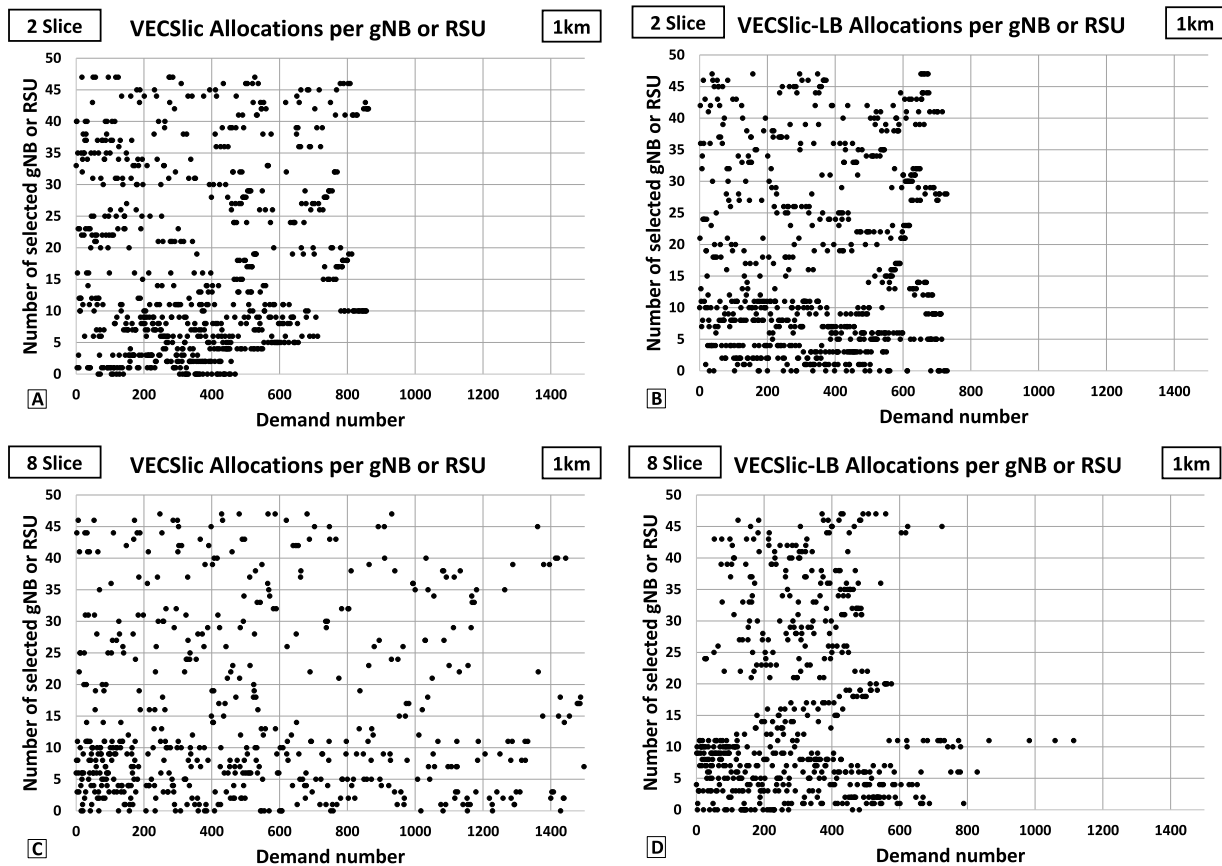 2 Slice
VECSlic Allocations per gNB or RSU
1km
Number of selected gNB or RSU
50
45
40
35
30
25
20
15
10
5
0
0 200 400 600 800 1000 1200 1400
A
Demand number
2 Slice
VECSlic-LB Allocations per gNB or RSU
1km
Number of selected gNB or RSU
50
45
40
35
30
25
20
15
10
5
0
0 200 400 600 800 1000 1200 1400
B
Demand number
8 Slice
VECSlic Allocations per gNB or RSU
1km
Number of selected gNB or RSU
50
45
40
35
30
25
20
15
10
5
0
0 200 400 600 800 1000 1200 1400
C
Demand number
8 Slice
VECSlic-LB Allocations per gNB or RSU
1km
Number of selected gNB or RSU
50
45
40
35
30
25
20
15
10
5
0
0 200 400 600 800 1000 1200 1400
D
Demand number